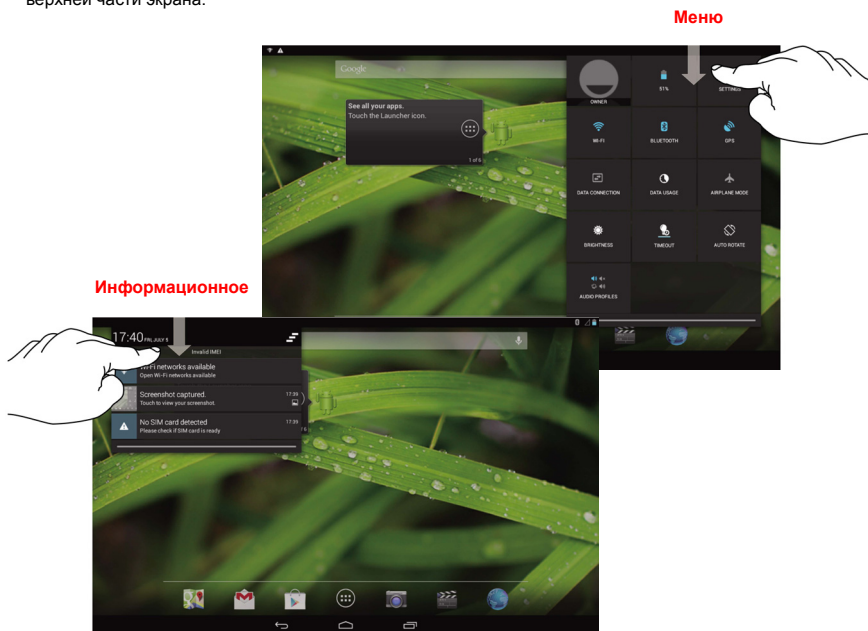 верхней части экрана.
Меню
Google
OWNER
51%
SETTINGS
See all your apps.
Touch the Launcher icon.
1 of 6
WI-FI
BLUETOOTH
GPS
DATA CONNECTION
DATA USAGE
AIRPLANE MODE
BRIGHTNESS
TIMEOUT
AUTO ROTATE
AUDIO PROFILES
Информационное
17:40 FRI, JULY 5
Invalid IMEI
Wi-Fi networks available
Open Wi-Fi networks available
Screenshot captured.
17:39
Touch to view your screenshot.
No SIM card detected
17:39
Please check if SIM card is ready